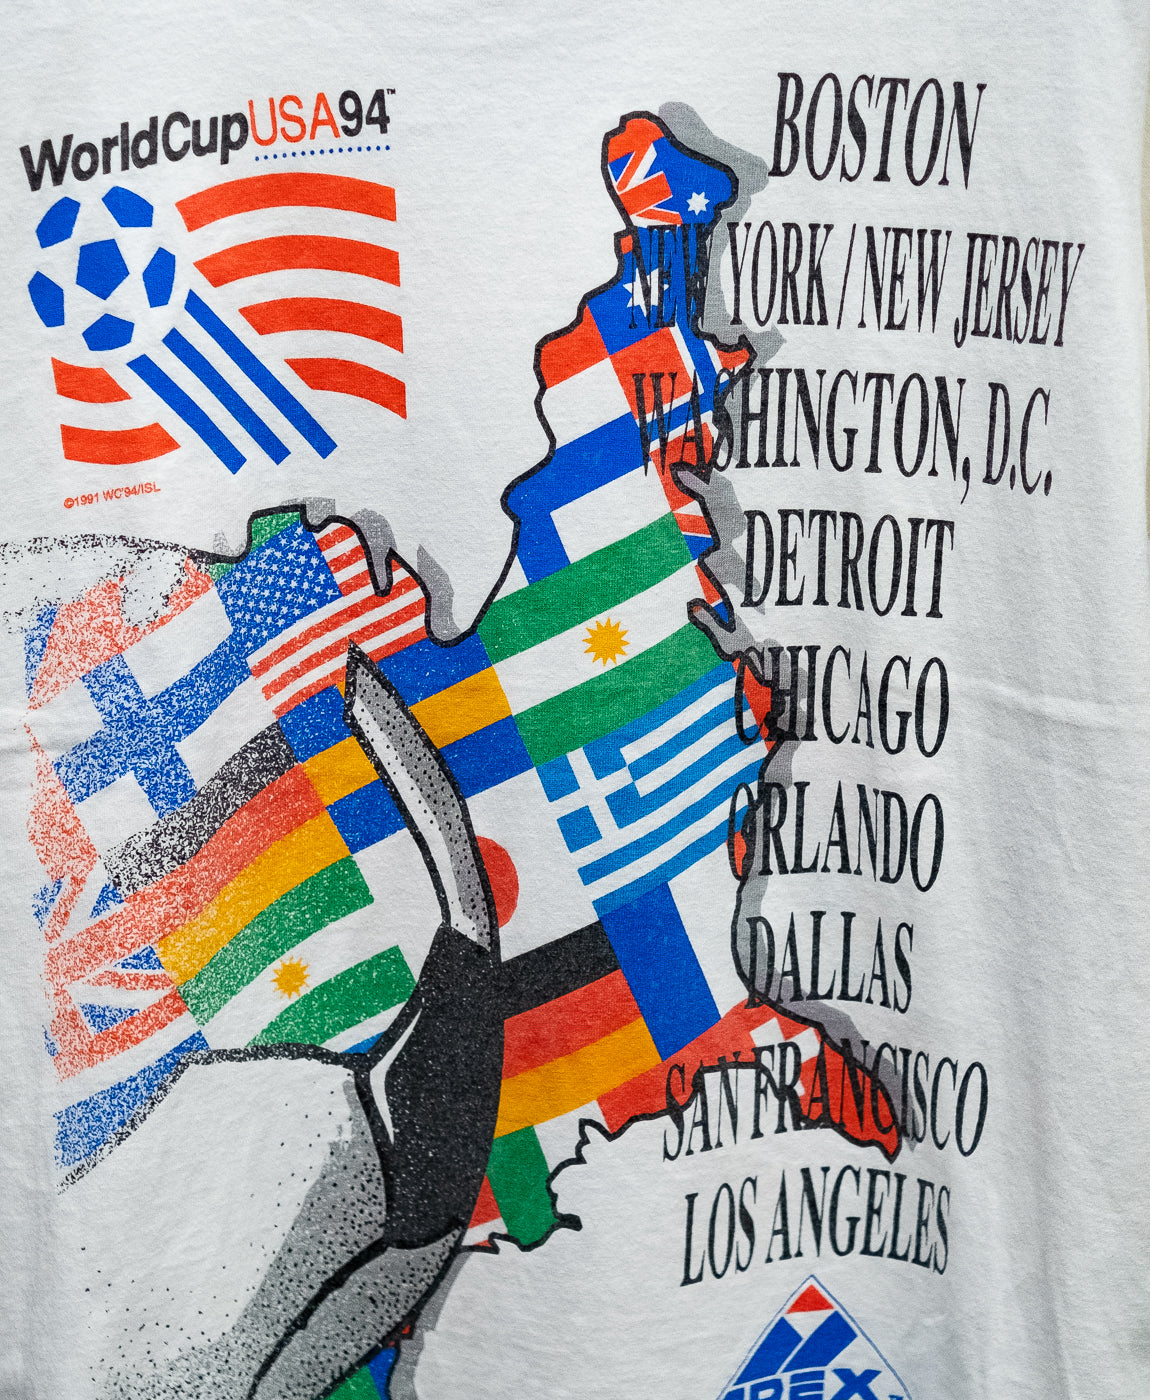 WorldCupUSA94™
©1991 WC'94/ISL
BOSTON
NEW YORK / NEW JERSEY
WASHINGTON, D.C.
DETROIT
CHICAGO
ORLANDO
DALLAS
SAN FRANCISCO
LOS ANGELES